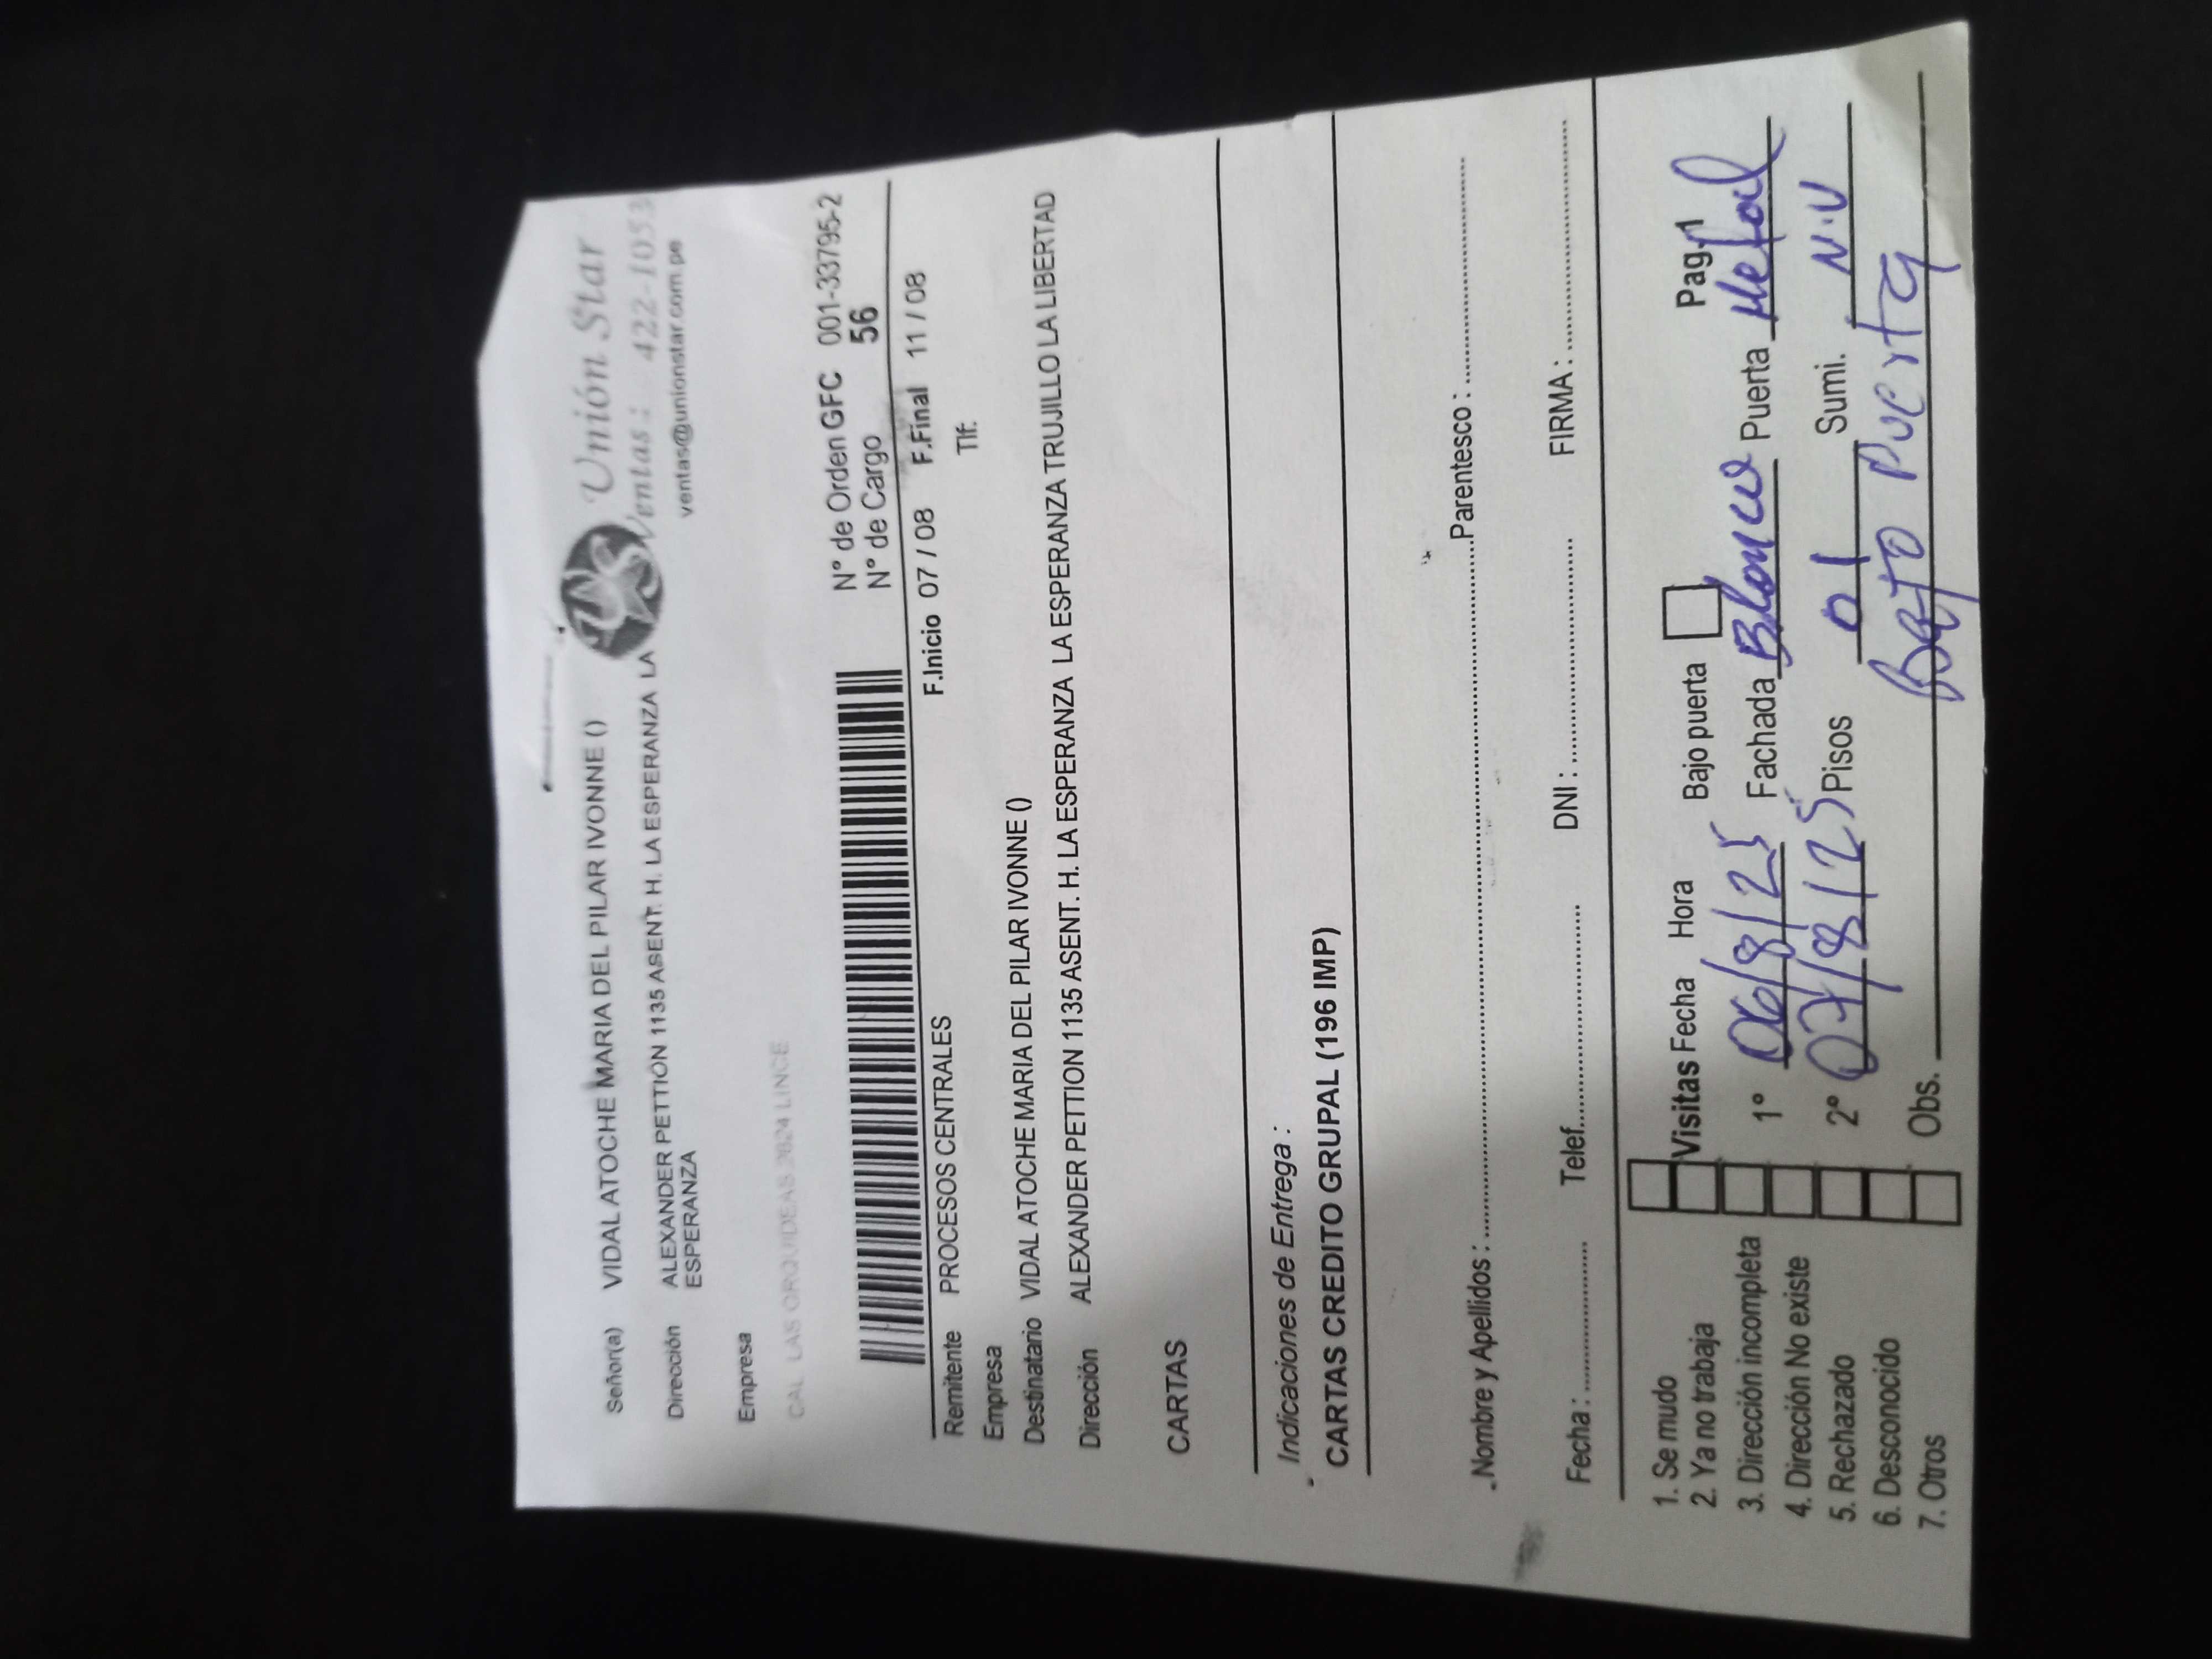 Unión Star
Señor(a) VIDAL ATOCHE MARIA DEL PILAR IVONNE ()
Ventas : 422-1053
Dirección ALEXANDER PETTION 1135 ASENT. H. LA ESPERANZA LA
ESPERANZA
ventas@unionstar.com.pe
Empresa
CAL LAS ORQUIDEAS 2624 LINCE
N° de Orden GFC 001-33795-2
N° de Cargo 56
F.Inicio 07 / 08 F.Final 11 / 08
Remitente PROCESOS CENTRALES
Tlf:
Empresa
Destinatario VIDAL ATOCHE MARIA DEL PILAR IVONNE ()
Dirección ALEXANDER PETTION 1135 ASENT. H. LA ESPERANZA LA ESPERANZA TRUJILLO LA LIBERTAD
CARTAS
Indicaciones de Entrega :
CARTAS CREDITO GRUPAL (196 IMP)
Nombre y Apellidos : Parentesco :
Fecha : Telef. DNI : FIRMA :
1. Se mudo
2. Ya no trabaja
3. Dirección incompleta
4. Dirección No existe
5. Rechazado
6. Desconocido
7. Otros
Visitas Fecha Hora Bajo puerta Pag.1
1° 06/8/25 Fachada Blanco Puerta Metal
2° 07/8/25 Pisos 01 Sumi. N.V
Obs. Bajo Puerta